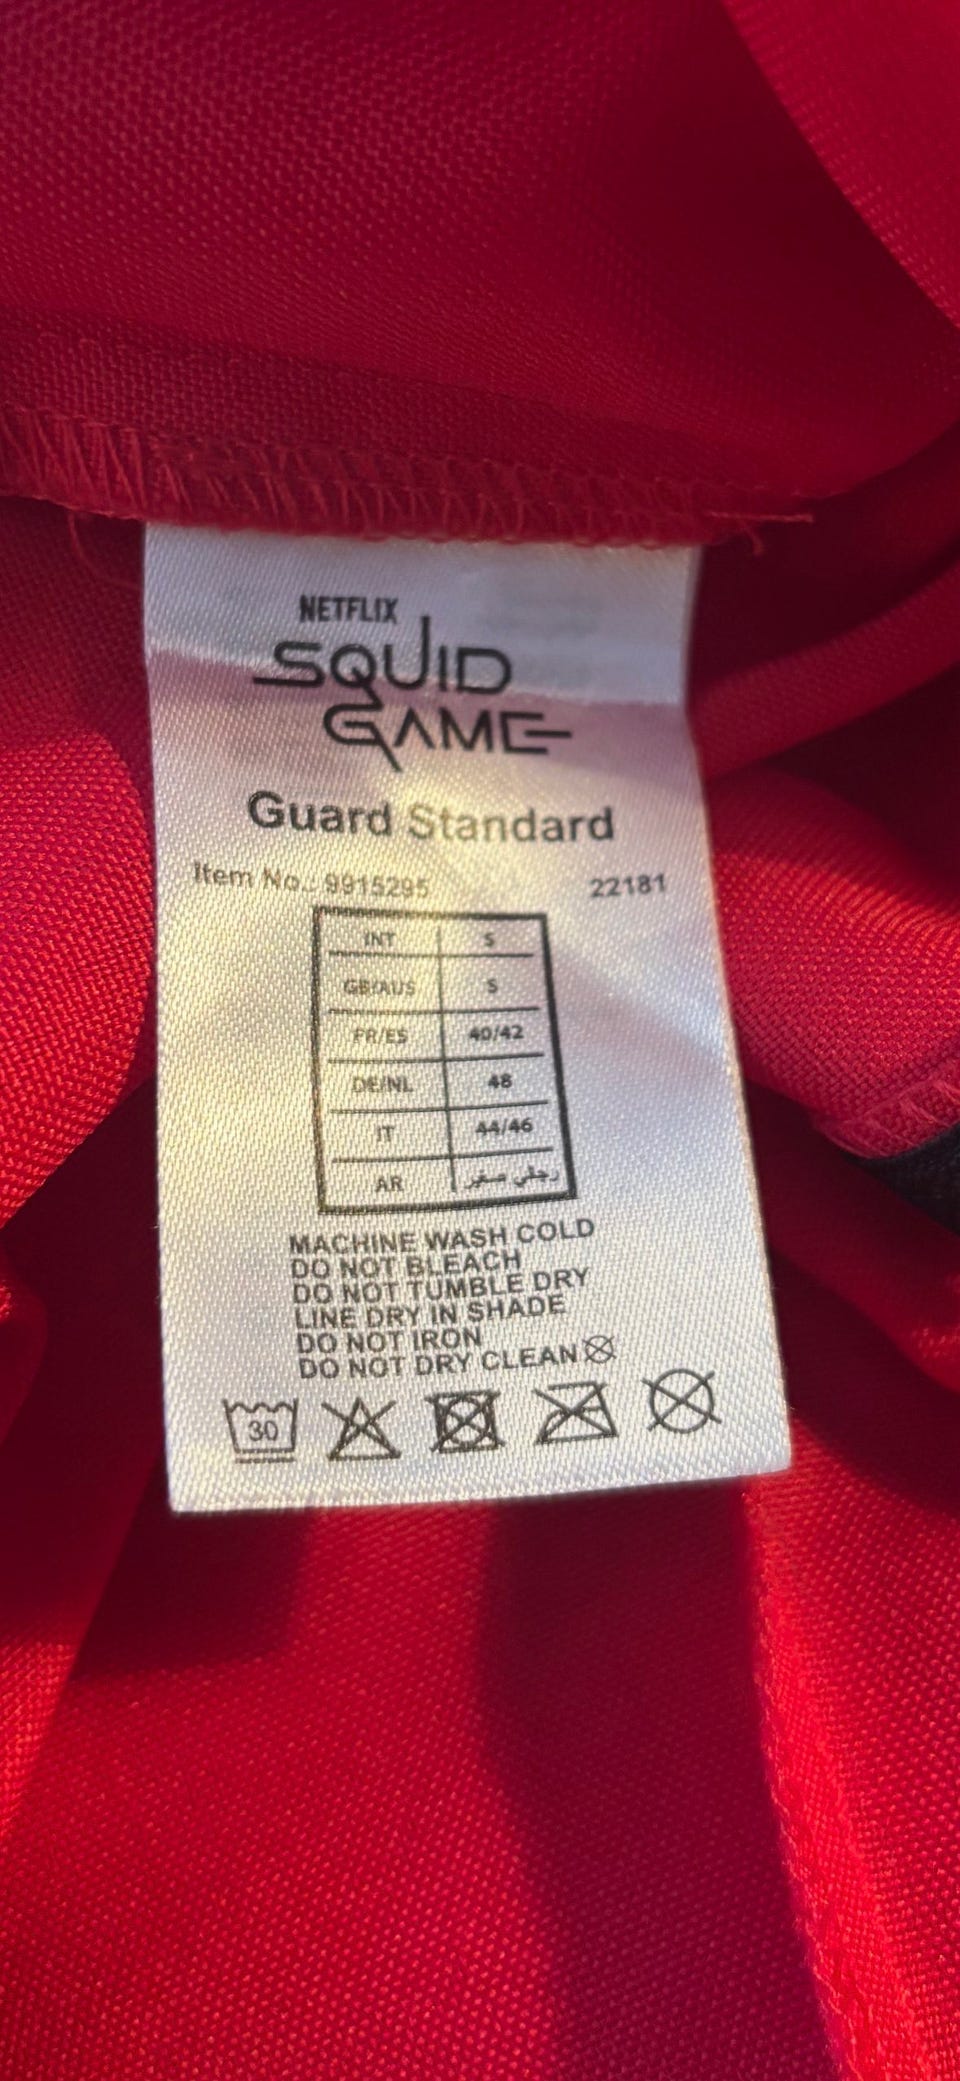 NETFLIX
SQUID
GAME
Guard Standard
Item No.: 9915295 22181
INT S
GB/AUS S
FR/ES 40/42
DE/NL 48
IT 44/46
AR رجالي صغير
MACHINE WASH COLD
DO NOT BLEACH
DO NOT TUMBLE DRY
LINE DRY IN SHADE
DO NOT IRON
DO NOT DRY CLEAN
30